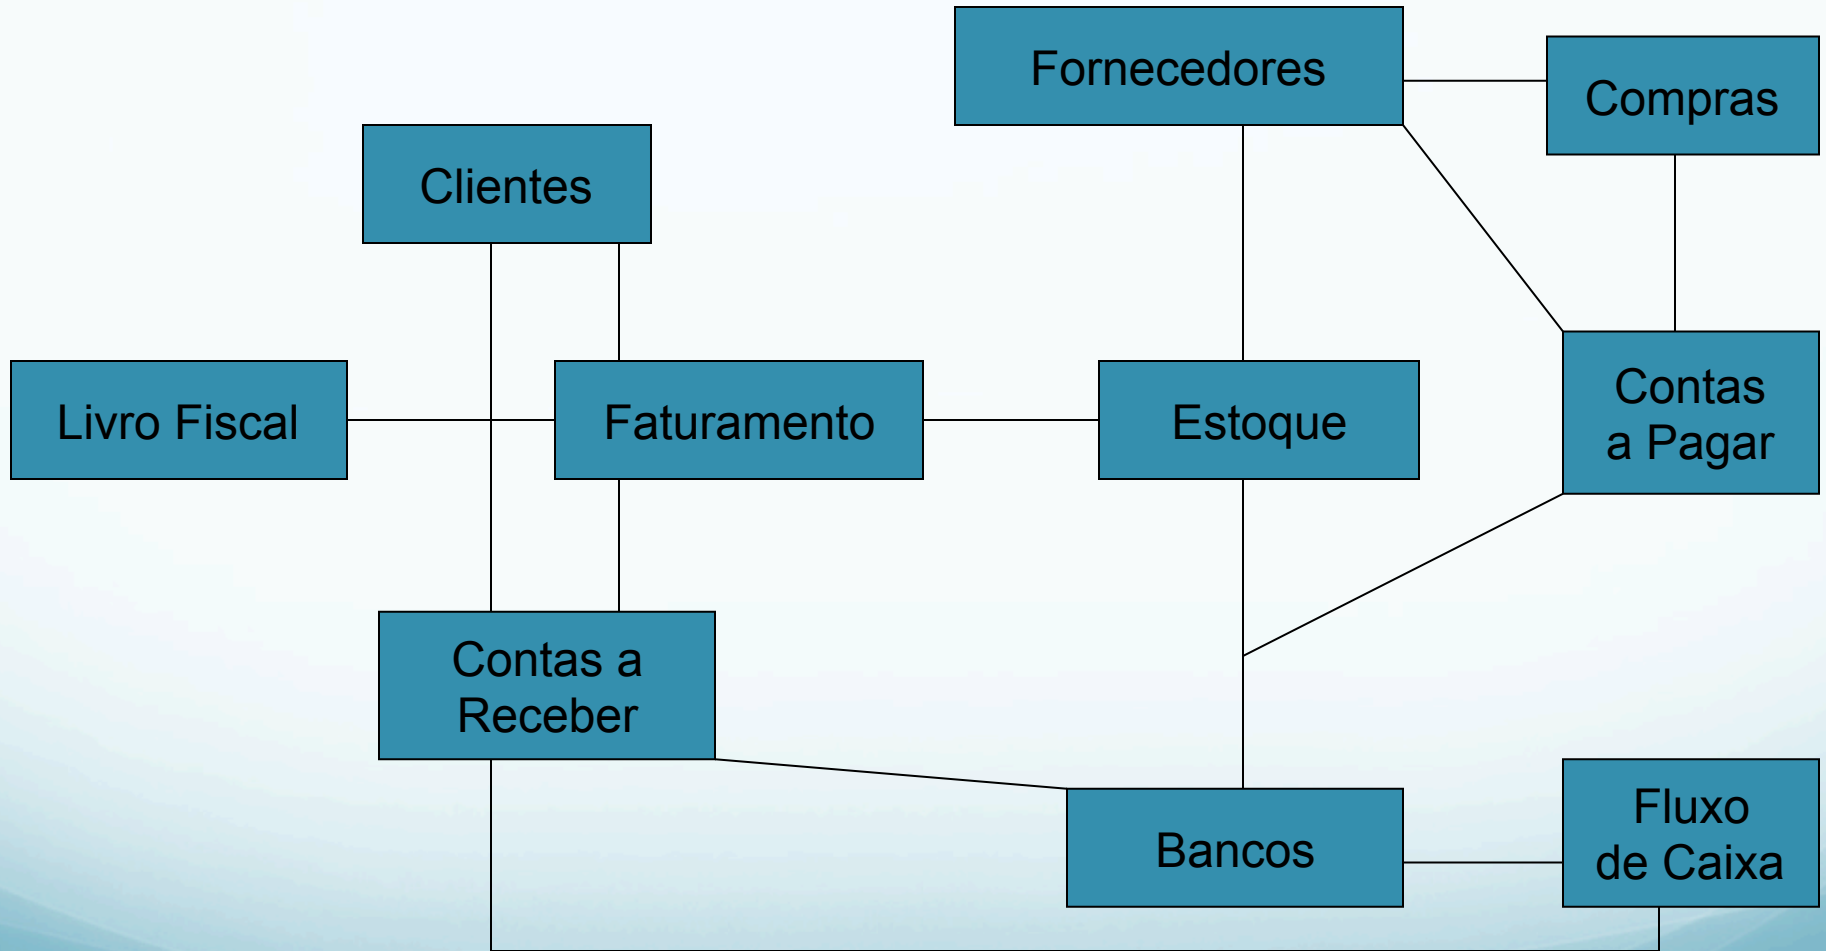 Fornecedores
Compras
Clientes
Livro Fiscal
Faturamento
Estoque
Contas
a Pagar
Contas a
Receber
Bancos
Fluxo
de Caixa